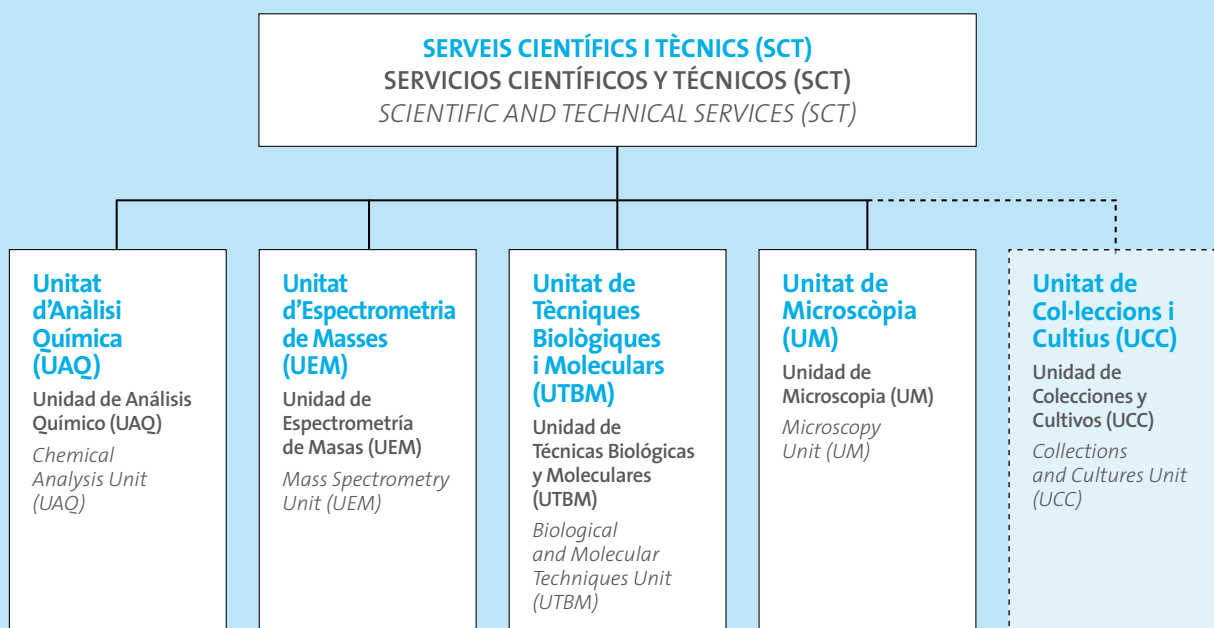 SERVEIS CIENTÍFICS I TÈCNICS (SCT)
SERVICIOS CIENTÍFICOS Y TÉCNICOS (SCT)
SCIENTIFIC AND TECHNICAL SERVICES (SCT)
Unitat
d'Anàlisi
Química
(UAQ)
Unidad de Análisis
Químico (UAQ)
Chemical
Analysis Unit
(UAQ)
Unitat
d'Espectrometria
de Masses
(UEM)
Unidad de
Espectrometría
de Masas (UEM)
Mass Spectrometry
Unit (UEM)
Unitat de
Tècniques
Biològiques
i Moleculars
(UTBM)
Unidad de
Técnicas Biológicas
y Moleculares
(UTBM)
Biological
and Molecular
Techniques Unit
(UTBM)
Unitat de
Microscòpia
(UM)
Unidad de
Microscopia (UM)
Microscopy
Unit (UM)
Unitat de
Col·leccions i
Cultius (UCC)
Unidad de
Colecciones y
Cultivos (UCC)
Collections
and Cultures Unit
(UCC)